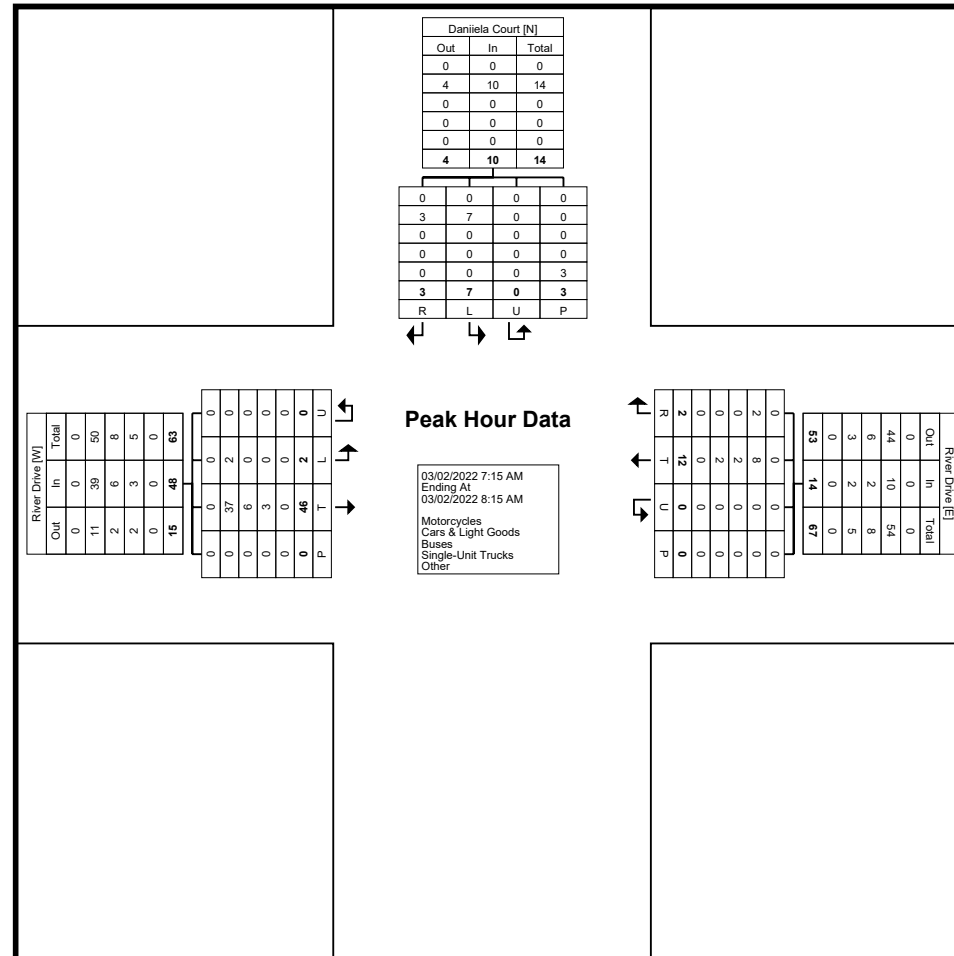 Daniiela Court [N]
Out In Total
0 0 0
4 10 14
0 0 0
0 0 0
0 0 0
4 10 14
0 0 0 0
3 7 0 0
0 0 0 0
0 0 0 0
0 0 0 3
3 7 0 3
R L U P
River Drive [W]
Out In Total
0 0 0
11 39 50
2 6 8
2 3 5
0 0 0
15 48 63
0 0 0 0
0 37 2 0
0 6 0 0
0 3 0 0
0 0 0 0
0 46 2 0
P T L U
Peak Hour Data
03/02/2022 7:15 AM
Ending At
03/02/2022 8:15 AM
Motorcycles
Cars & Light Goods
Buses
Single-Unit Trucks
Other
River Drive [E]
Out In Total
0 0 0
44 10 54
6 2 8
3 2 5
0 0 0
53 14 67
0 0 0 0
2 8 0 0
0 2 0 0
0 2 0 0
0 0 0 0
2 12 0 0
R T U P